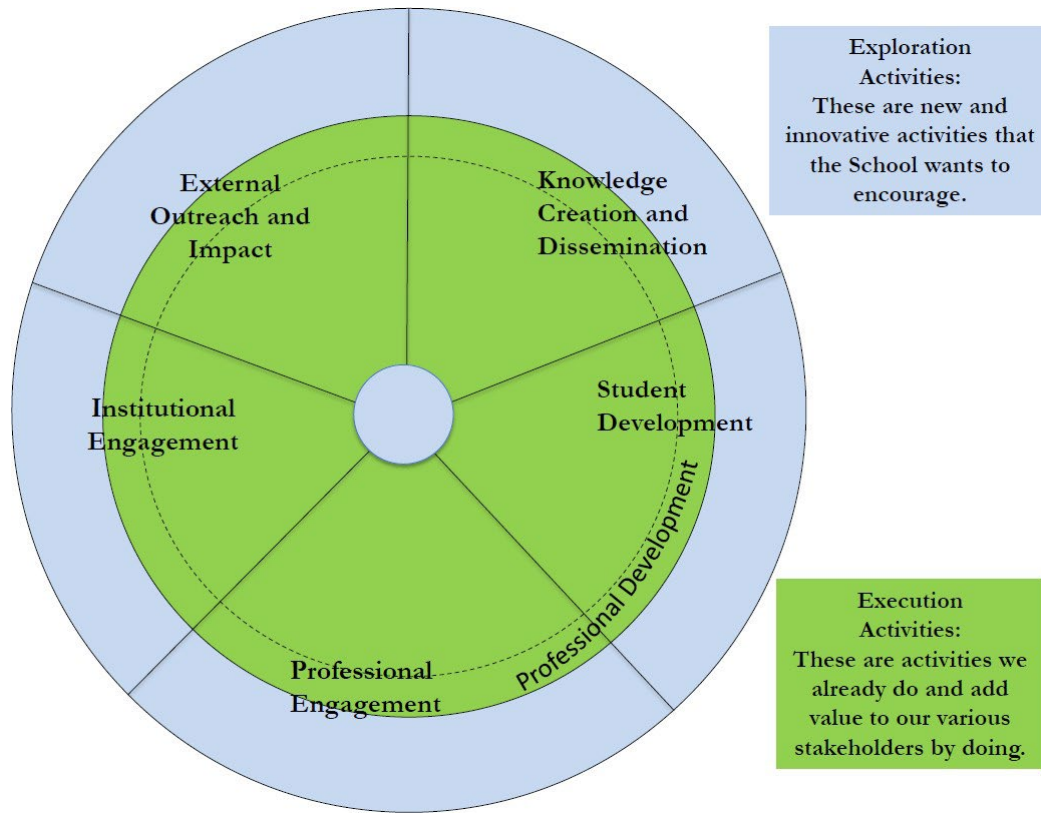 Exploration
Activities:
These are new and
innovative activities that
the School wants to
encourage.
External
Outreach and
Impact
Knowledge
Creation and
Dissemination
Institutional
Engagement
Student
Development
Professional Development
Professional
Engagement
Execution
Activities:
These are activities we
already do and add
value to our various
stakeholders by doing.